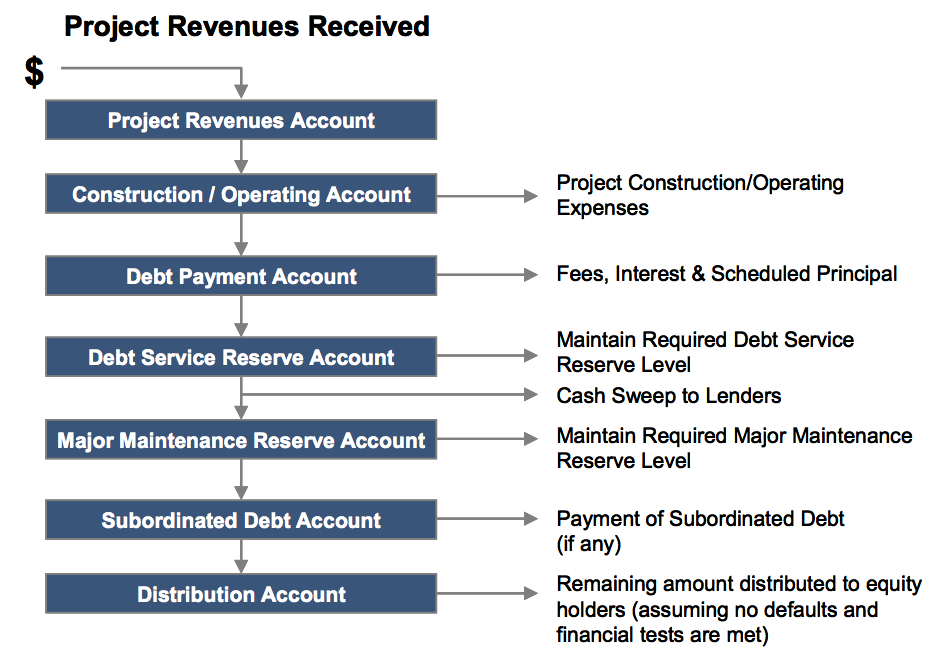 Project Revenues Received
$
Project Revenues Account
Construction / Operating Account
Project Construction/Operating
Expenses
Debt Payment Account
Fees, Interest & Scheduled Principal
Debt Service Reserve Account
Maintain Required Debt Service
Reserve Level
Cash Sweep to Lenders
Major Maintenance Reserve Account
Maintain Required Major Maintenance
Reserve Level
Subordinated Debt Account
Payment of Subordinated Debt
(if any)
Distribution Account
Remaining amount distributed to equity
holders (assuming no defaults and
financial tests are met)